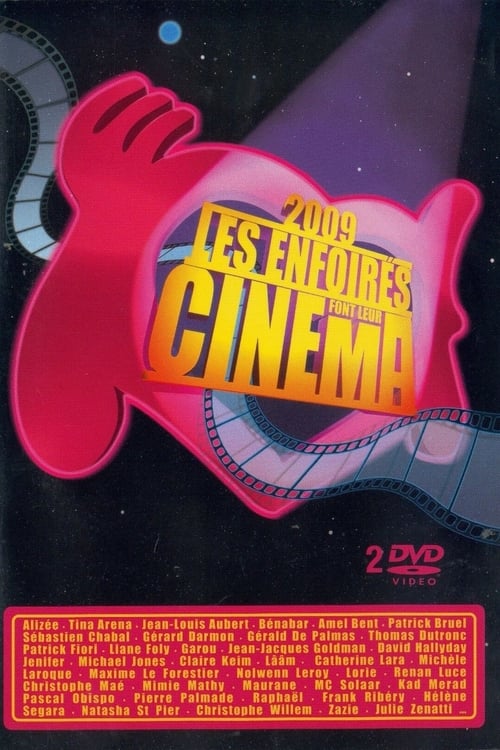 2009
LES ENFOIRÉS
FONT LEUR
CINEMA
2 DVD
VIDEO
Alizée · Tina Arena · Jean-Louis Aubert · Bénabar · Amel Bent · Patrick Bruel
Sébastien Chabal · Gérard Darmon · Gérald De Palmas · Thomas Dutronc
Patrick Fiori · Liane Foly · Garou · Jean-Jacques Goldman · David Hallyday
Jenifer · Michael Jones · Claire Keim · Lââm · Catherine Lara · Michèle
Laroque · Maxime Le Forestier · Nolwenn Leroy · Lorie · Renan Luce
Christophe Maé · Mimie Mathy · Maurane · MC Solaar · Kad Merad
Pascal Obispo · Pierre Palmade · Raphaël · Frank Ribéry · Hélène
Segara · Natasha St Pier · Christophe Willem · Zazie · Julie Zenatti ...